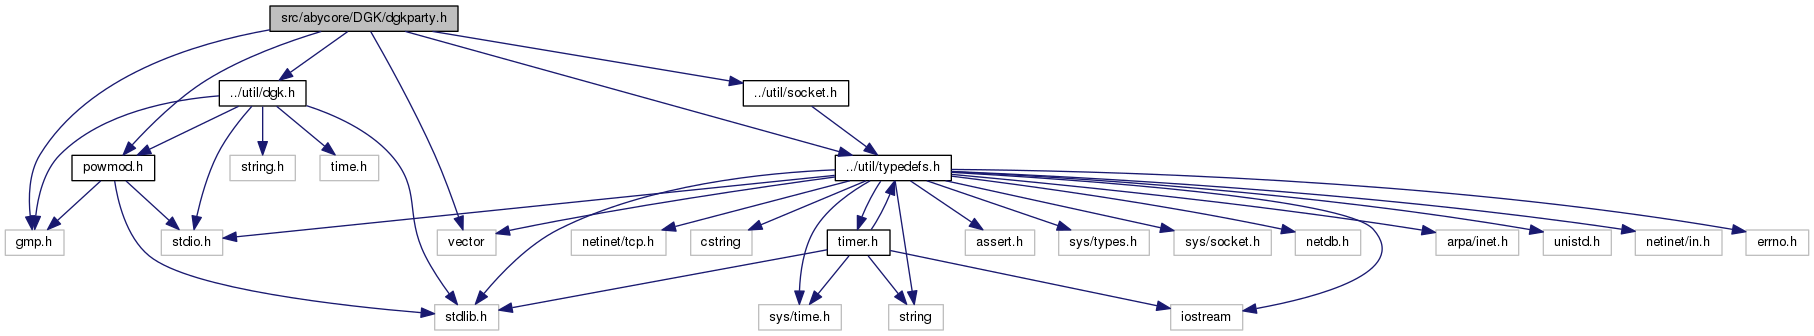 src/abycore/DGK/dgkparty.h
../util/dgk.h
../util/socket.h
powmod.h
string.h
time.h
../util/typedefs.h
gmp.h
stdio.h
vector
netinet/tcp.h
cstring
timer.h
assert.h
sys/types.h
sys/socket.h
netdb.h
arpa/inet.h
unistd.h
netinet/in.h
errno.h
stdlib.h
sys/time.h
string
iostream